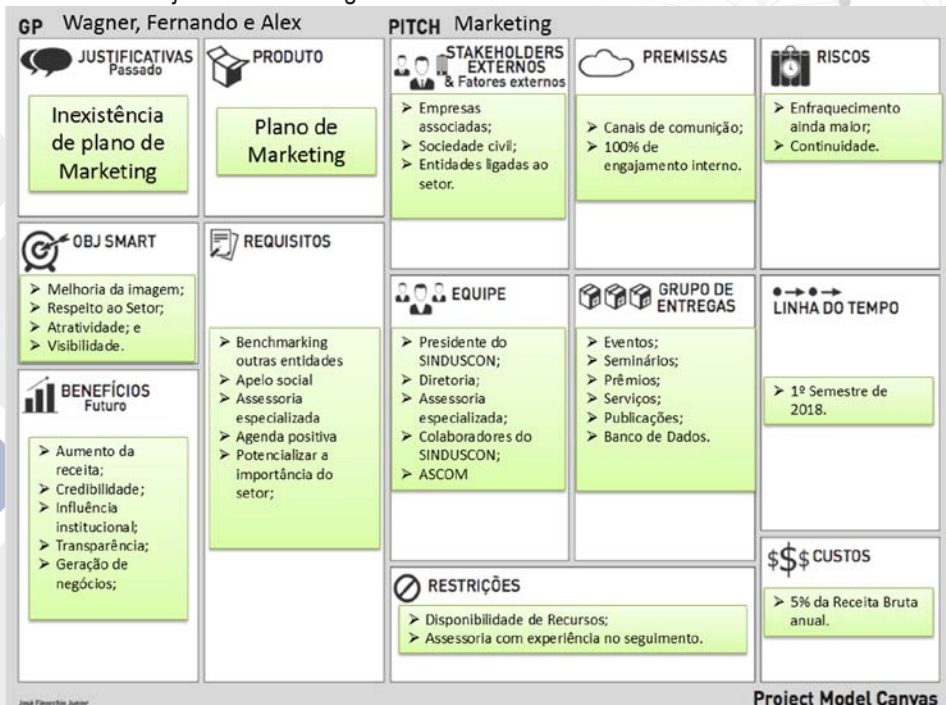 GP Wagner, Fernando e Alex
PITCH Marketing
JUSTIFICATIVAS
Passado
Inexistência
de plano de
Marketing
PRODUTO
Plano de
Marketing
STAKEHOLDERS
EXTERNOS
& Fatores externos
➢ Empresas
associadas;
➢ Sociedade civil;
➢ Entidades ligadas ao
setor.
PREMISSAS
➢ Canais de comunição;
➢ 100% de
engajamento interno.
RISCOS
➢ Enfraquecimento
ainda maior;
➢ Continuidade.
OBJ SMART
➢ Melhoria da imagem;
➢ Respeito ao Setor;
➢ Atratividade; e
➢ Visibilidade.
REQUISITOS
➢ Benchmarking
outras entidades
➢ Apelo social
➢ Assessoria
especializada
➢ Agenda positiva
➢ Potencializar a
importância do
setor;
EQUIPE
➢ Presidente do
SINDUSCON;
➢ Diretoria;
➢ Assessoria
especializada;
➢ Colaboradores do
SINDUSCON;
➢ ASCOM
GRUPO DE
ENTREGAS
➢ Eventos;
➢ Seminários;
➢ Prêmios;
➢ Serviços;
➢ Publicações;
➢ Banco de Dados.
LINHA DO TEMPO
➢ 1º Semestre de
2018.
BENEFÍCIOS
Futuro
➢ Aumento da
receita;
➢ Credibilidade;
➢ Influência
institucional;
➢ Transparência;
➢ Geração de
negócios;
RESTRIÇÕES
➢ Disponibilidade de Recursos;
➢ Assessoria com experiência no seguimento.
$$$ CUSTOS
➢ 5% da Receita Bruta
anual.
José Finocchio Junior
Project Model Canvas